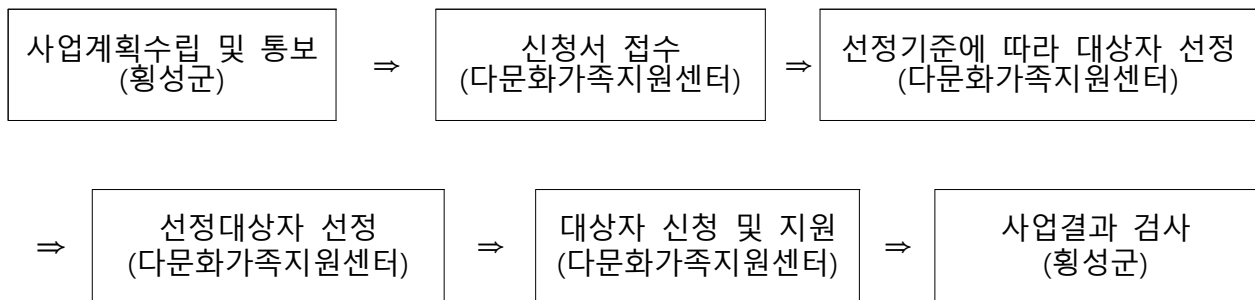 사업계획수립 및 통보
(횡성군)
⇒
신청서 접수
(다문화가족지원센터)
⇒
선정기준에 따라 대상자 선정
(다문화가족지원센터)
⇒
선정대상자 선정
(다문화가족지원센터)
⇒
대상자 신청 및 지원
(다문화가족지원센터)
⇒
사업결과 검사
(횡성군)